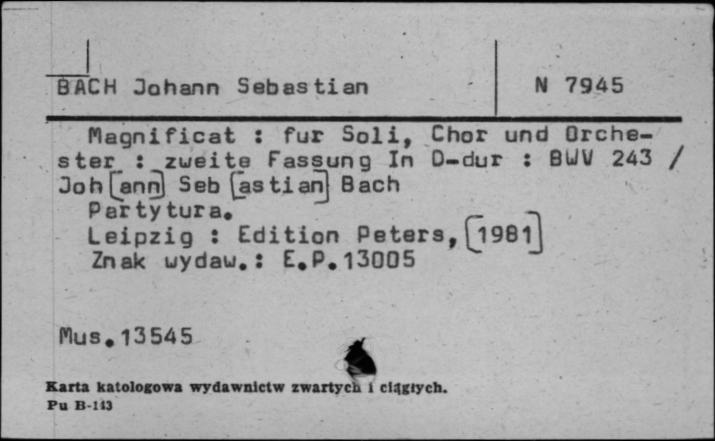 BACH Johann Sebastian N 7945
Magnificat : fur Soli, Chor und Orche-
ster : zweite Fassung In D-dur : BWV 243 /
Joh[ann] Seb[astian] Bach
Partytura.
Leipzig : Edition Peters, [1981]
Znak wydaw.: E.P.13005
Mus.13545
Karta katologowa wydawnictw zwartych i ciągłych.
Pu B-143